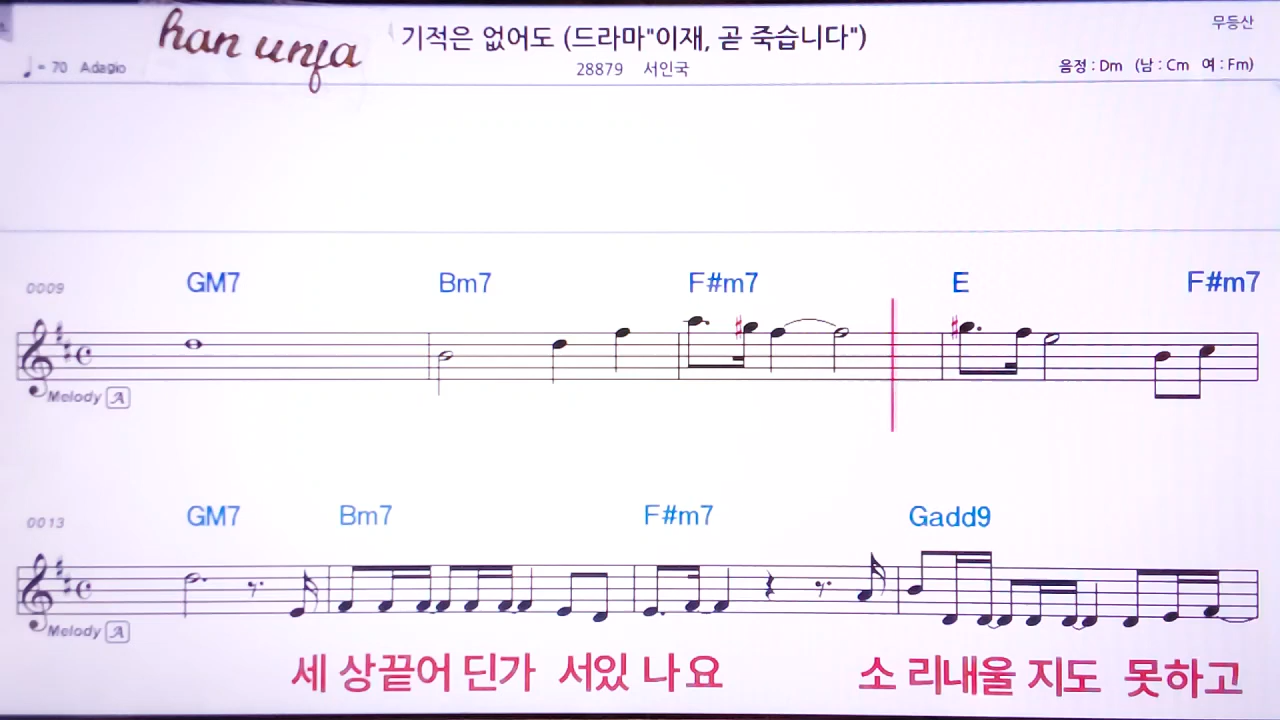 han unfa
기적은 없어도 (드라마"이재, 곧 죽습니다")
무등산
♩ = 70 Adagio
28879 서인국
음정 : Dm (남 : Cm 여 : Fm)
0009 GM7 Bm7 F#m7 E F#m7
Melody A
0013 GM7 Bm7 F#m7 Gadd9
Melody A
세 상끝어 딘가 서있 나요 소 리내울 지도 못하고